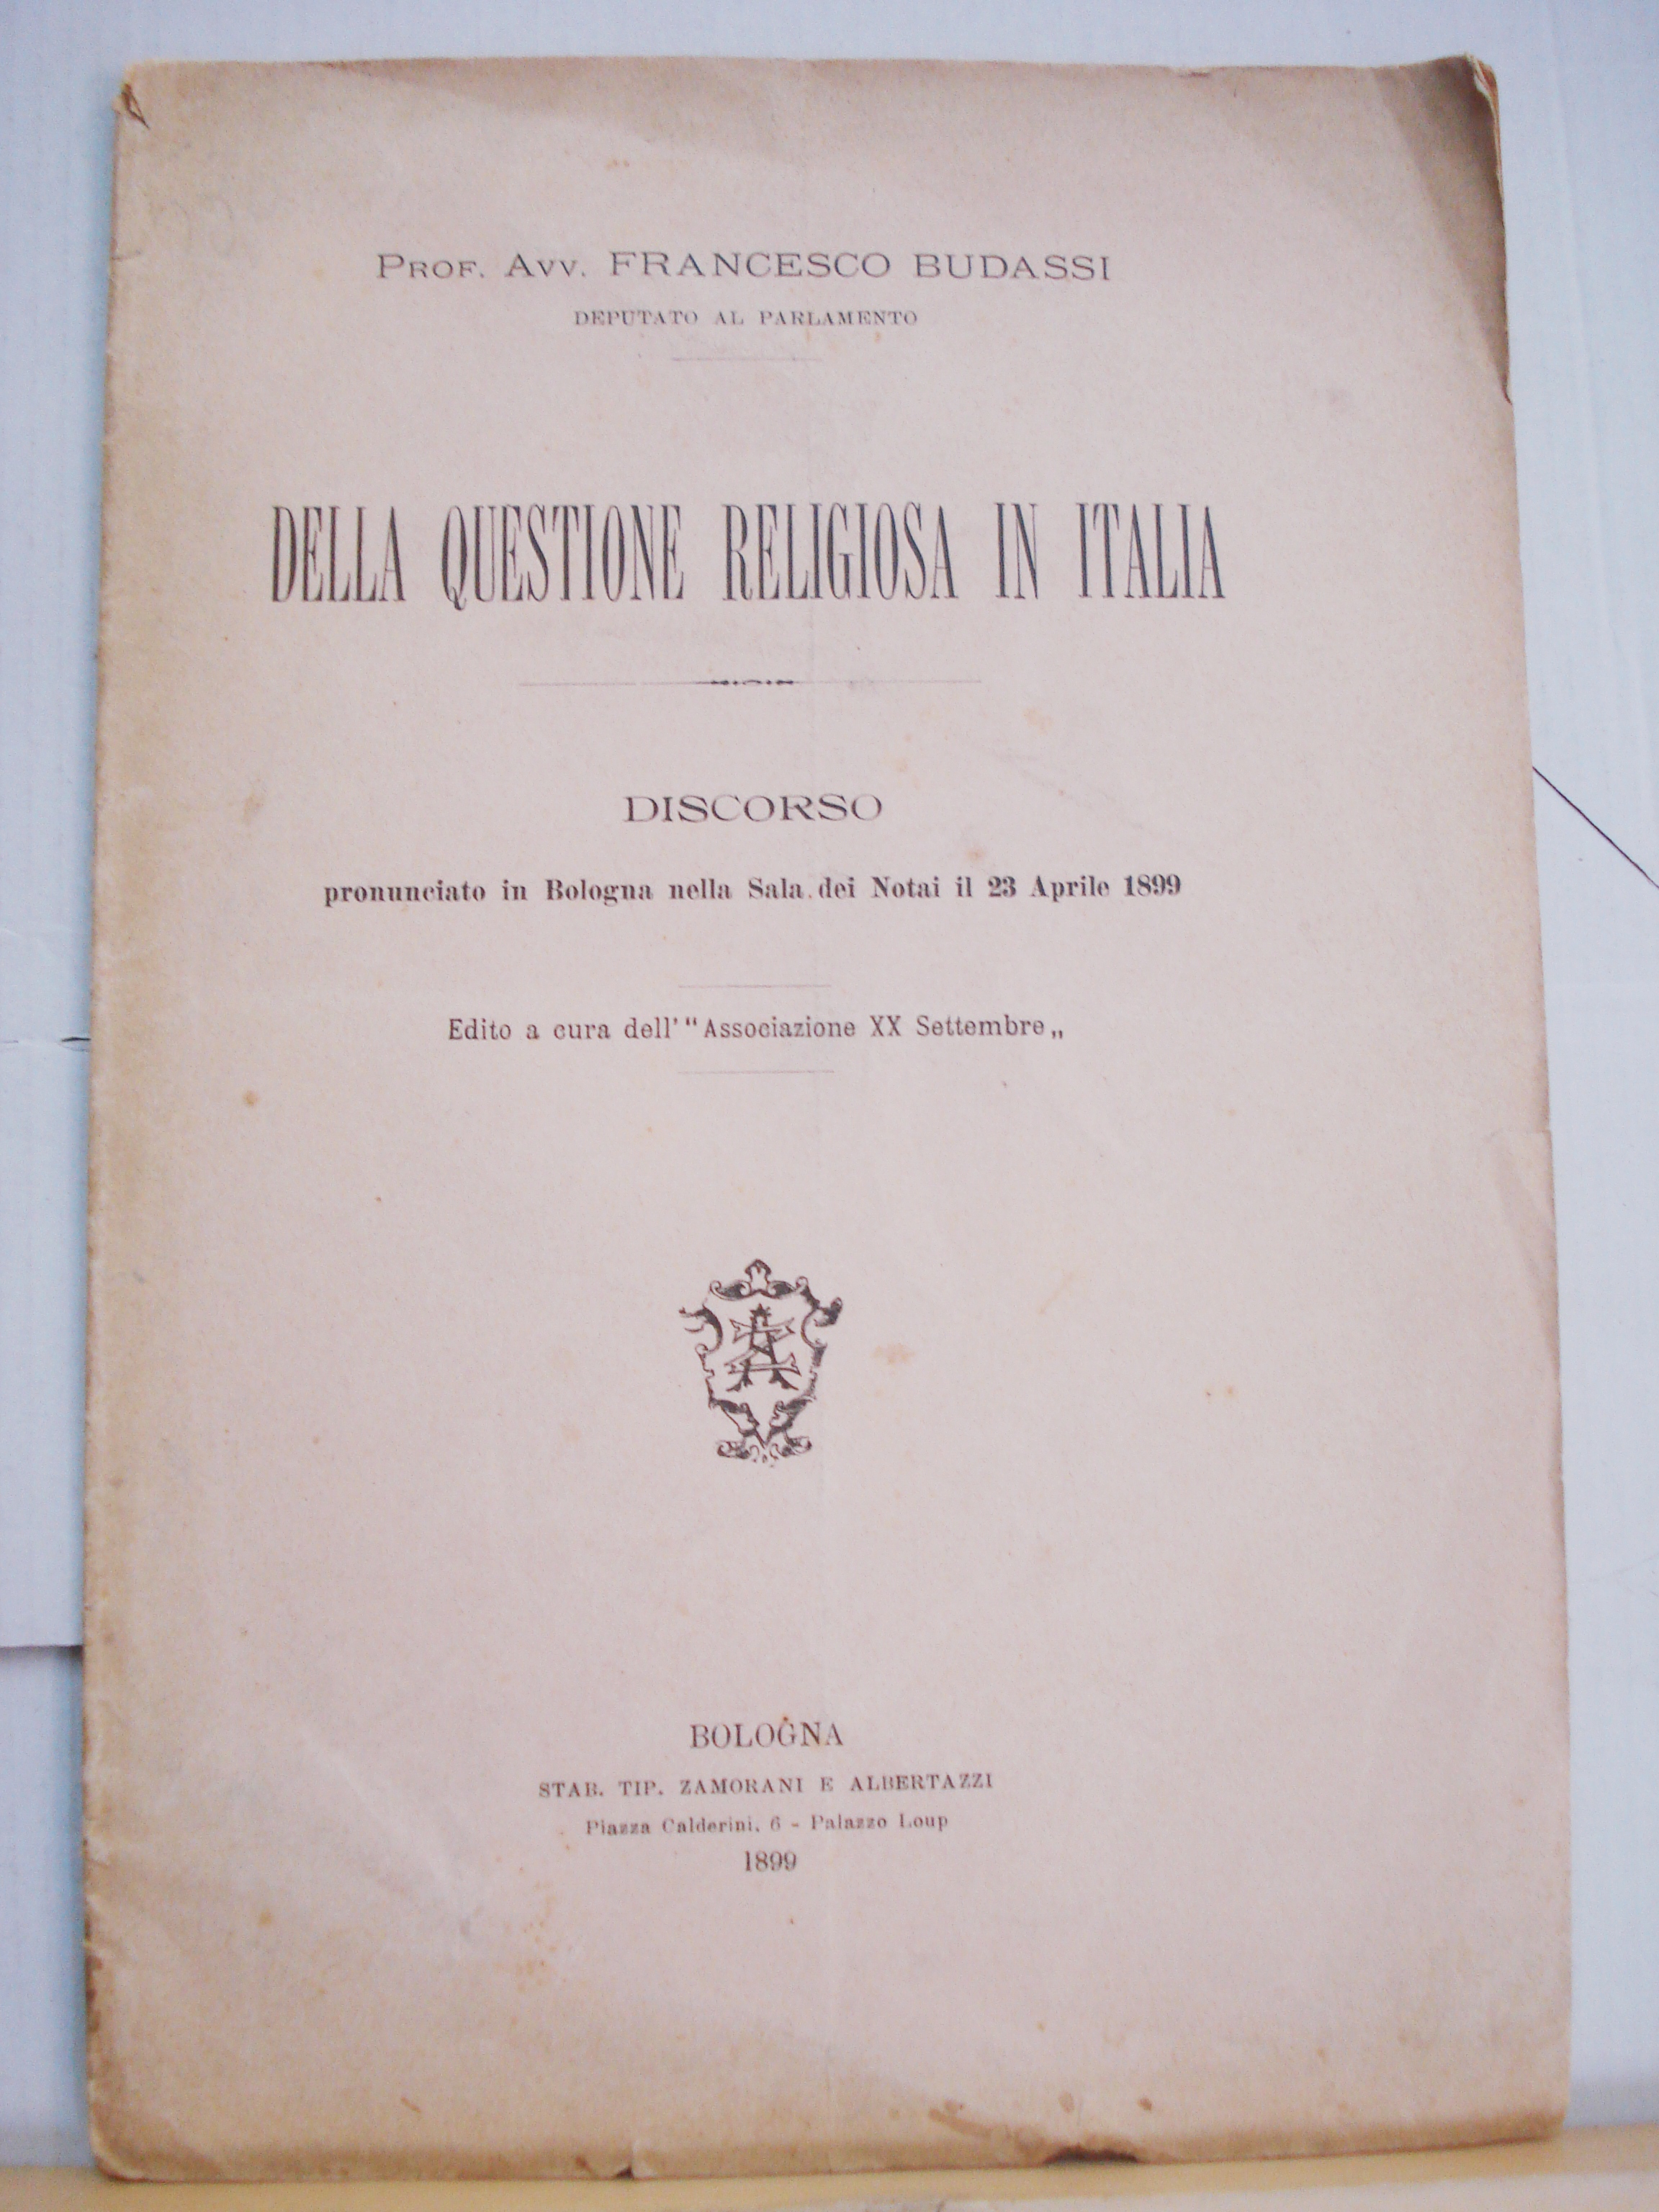 PROF. AVV. FRANCESCO BUDASSI
DEPUTATO AL PARLAMENTO
DELLA QUESTIONE RELIGIOSA IN ITALIA
DISCORSO
pronunciato in Bologna nella Sala dei Notai il 23 Aprile 1899
Edito a cura dell' “Associazione XX Settembre„
BOLOGNA
STAB. TIP. ZAMORANI E ALBERTAZZI
Piazza Calderini, 6 - Palazzo Loup
1899